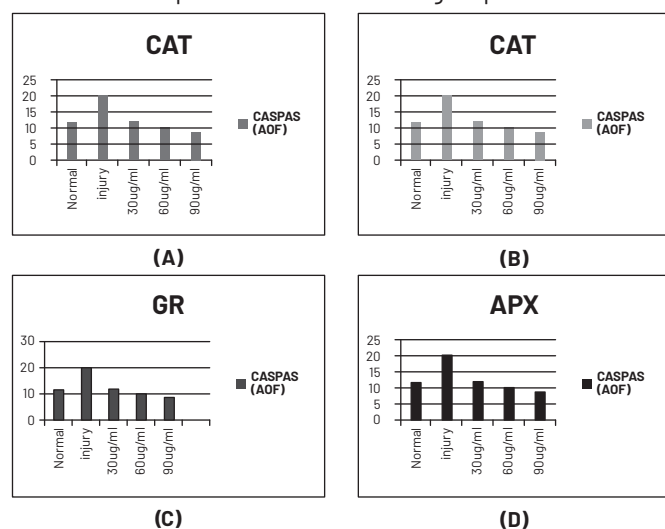 CAT
25
20
15
10
5
0
Normal
injury
30ug/ml
60ug/ml
90ug/ml
CASPAS
(AOF)
(A)
CAT
25
20
15
10
5
0
Normal
injury
30ug/ml
60ug/ml
90ug/ml
CASPAS
(AOF)
(B)
GR
30
20
10
0
Normal
injury
30ug/ml
60ug/ml
90ug/ml
CASPAS
(AOF)
(C)
APX
25
20
15
10
5
0
Normal
injury
30ug/ml
60ug/ml
90ug/ml
CASPAS
(AOF)
(D)